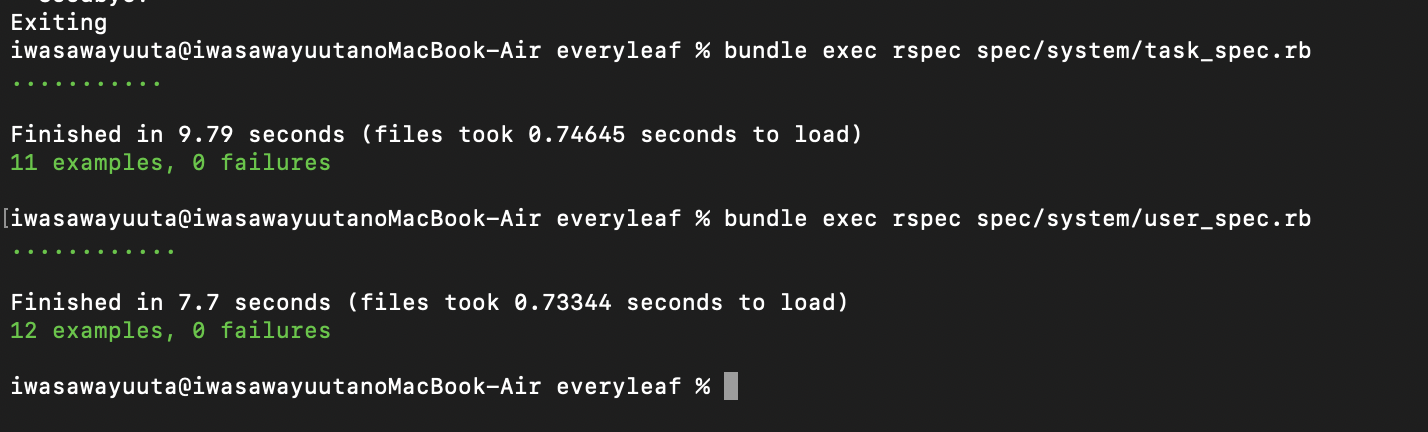 Exiting
iwasawayuuta@iwasawayuutanoMacBook-Air everyleaf % bundle exec rspec spec/system/task_spec.rb
...........
Finished in 9.79 seconds (files took 0.74645 seconds to load)
11 examples, 0 failures
[iwasawayuuta@iwasawayuutanoMacBook-Air everyleaf % bundle exec rspec spec/system/user_spec.rb
............
Finished in 7.7 seconds (files took 0.73344 seconds to load)
12 examples, 0 failures
iwasawayuuta@iwasawayuutanoMacBook-Air everyleaf %